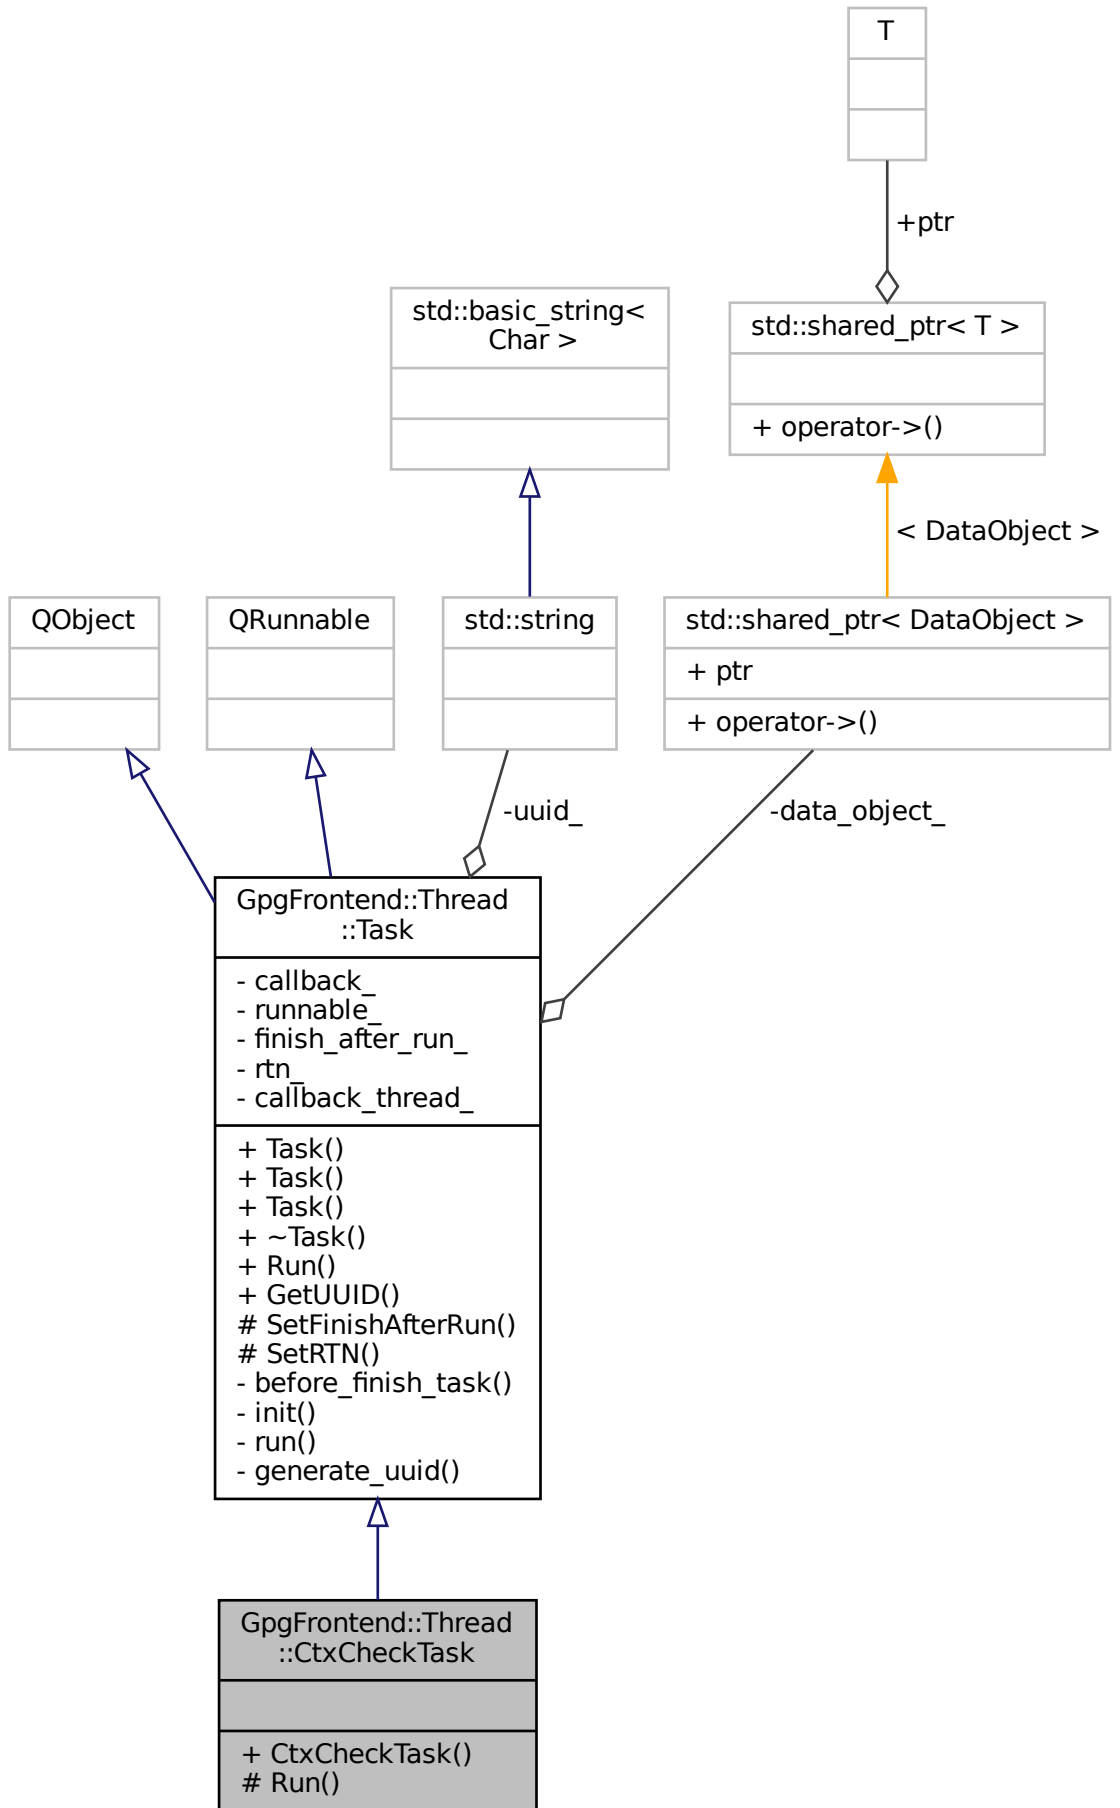 T
+ptr
std::basic_string<
Char >
std::shared_ptr< T >
+ operator->()
< DataObject >
QObject
QRunnable
std::string
std::shared_ptr< DataObject >
+ ptr
+ operator->()
-uuid_
-data_object_
GpgFrontend::Thread
::Task
- callback_
- runnable_
- finish_after_run_
- rtn_
- callback_thread_
+ Task()
+ Task()
+ Task()
+ ~Task()
+ Run()
+ GetUUID()
# SetFinishAfterRun()
# SetRTN()
- before_finish_task()
- init()
- run()
- generate_uuid()
GpgFrontend::Thread
::CtxCheckTask
+ CtxCheckTask()
# Run()